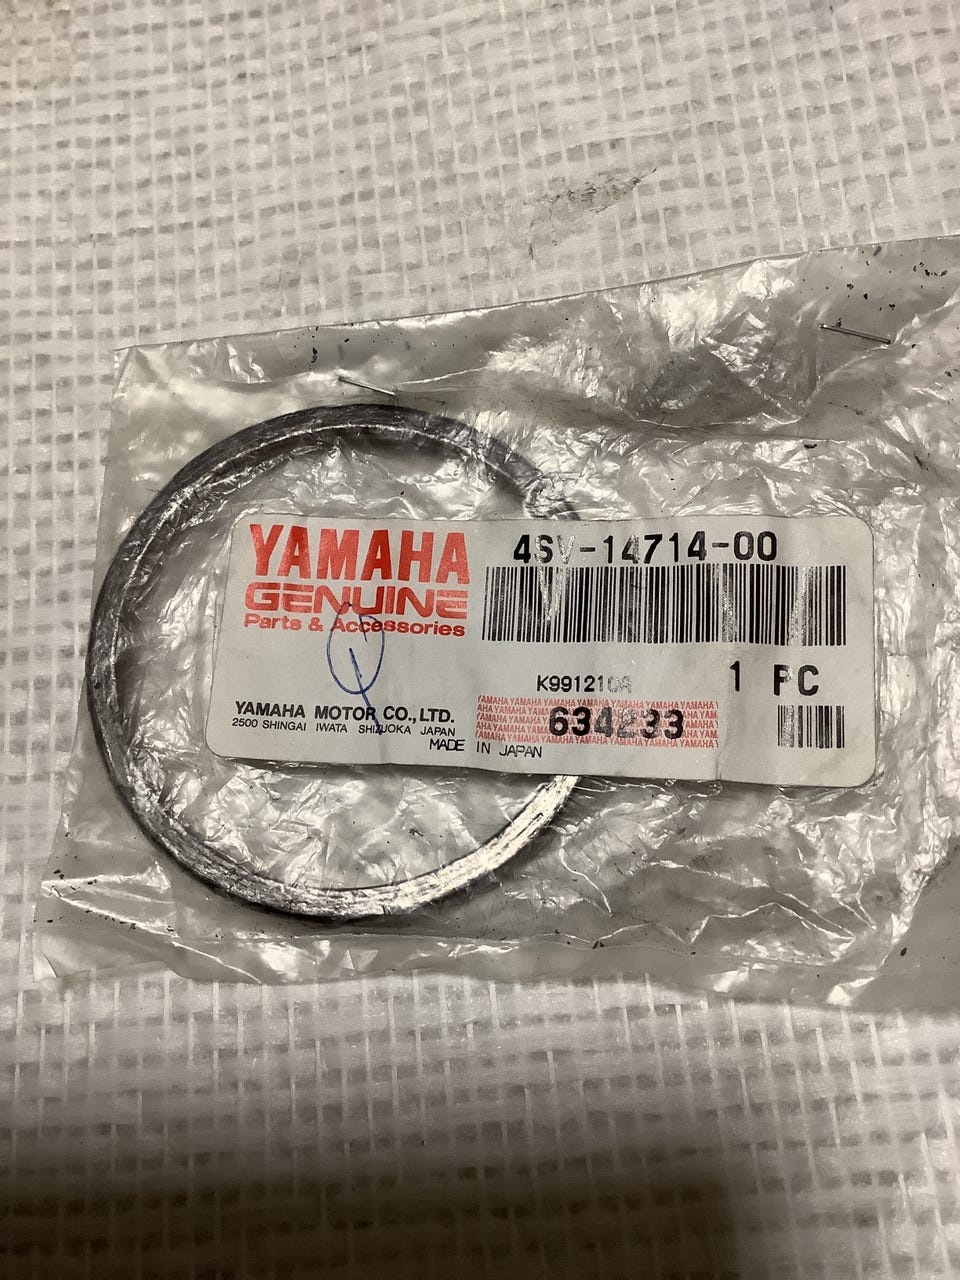 YAMAHA
GENUINE
Parts & Accessories
YAMAHA MOTOR CO.,LTD.
2500 SHINGAI IWATA SHIZUOKA JAPAN
MADE IN JAPAN
4SV-14714-00
1 PC
634233